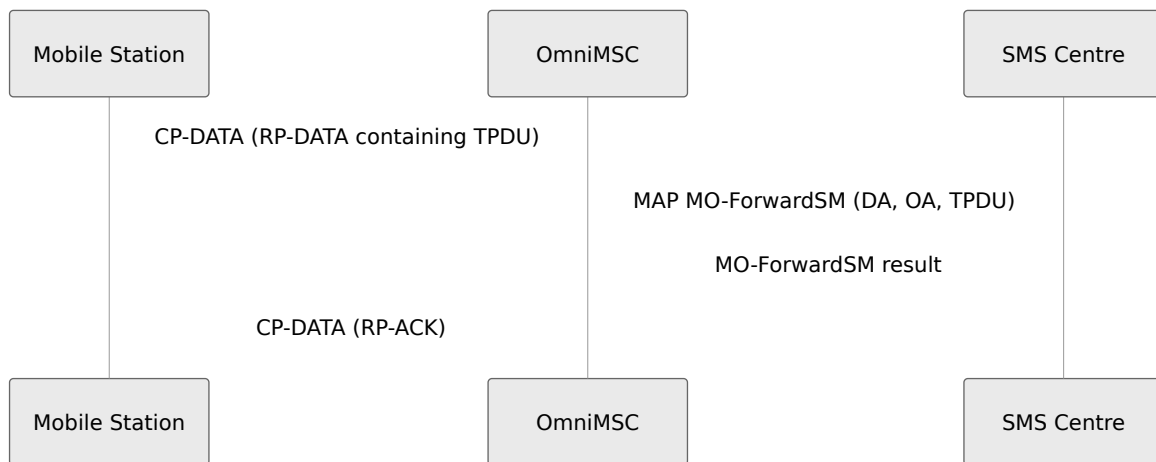 Mobile Station
OmniMSC
SMS Centre
CP-DATA (RP-DATA containing TPDU)
MAP MO-ForwardSM (DA, OA, TPDU)
MO-ForwardSM result
CP-DATA (RP-ACK)
Mobile Station
OmniMSC
SMS Centre